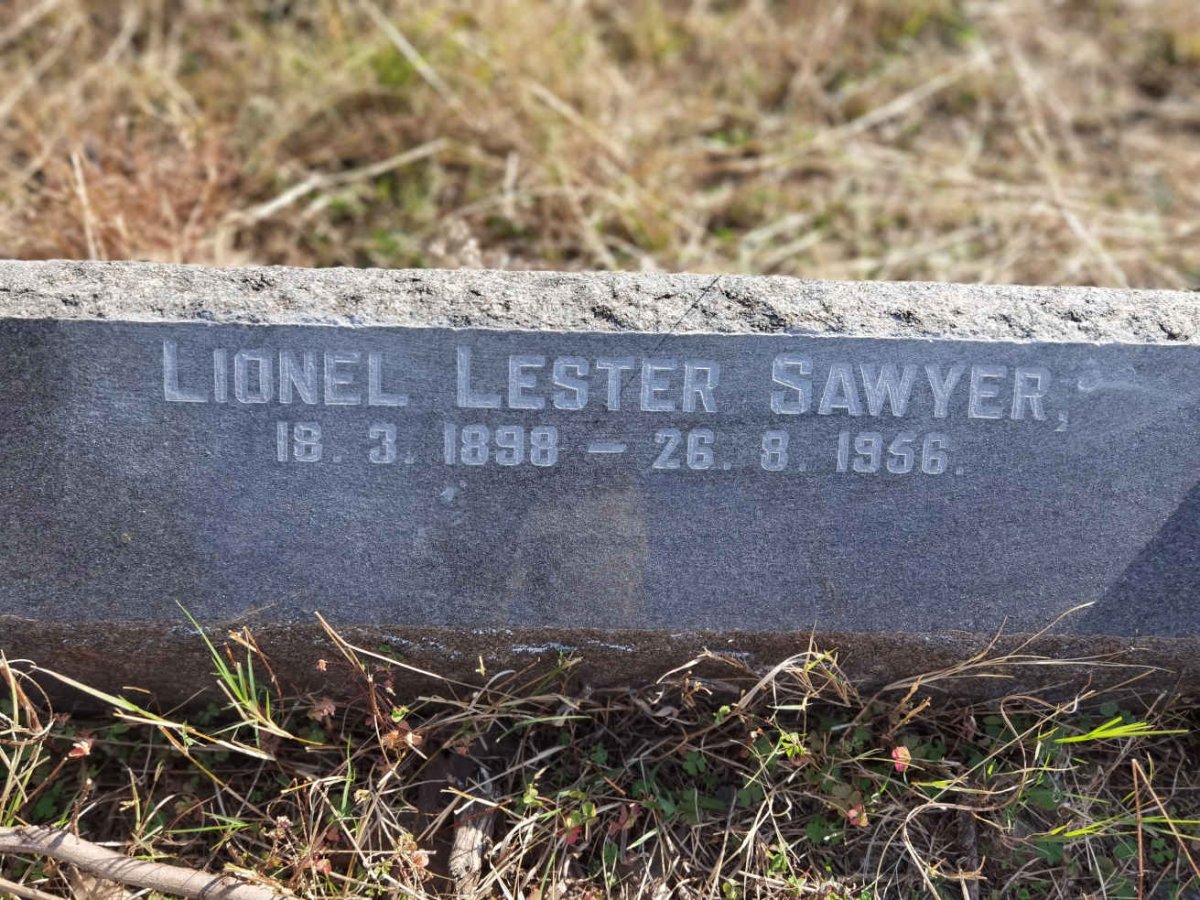 LIONEL LESTER SAWYER,
18. 3. 1898 – 26. 8. 1956.